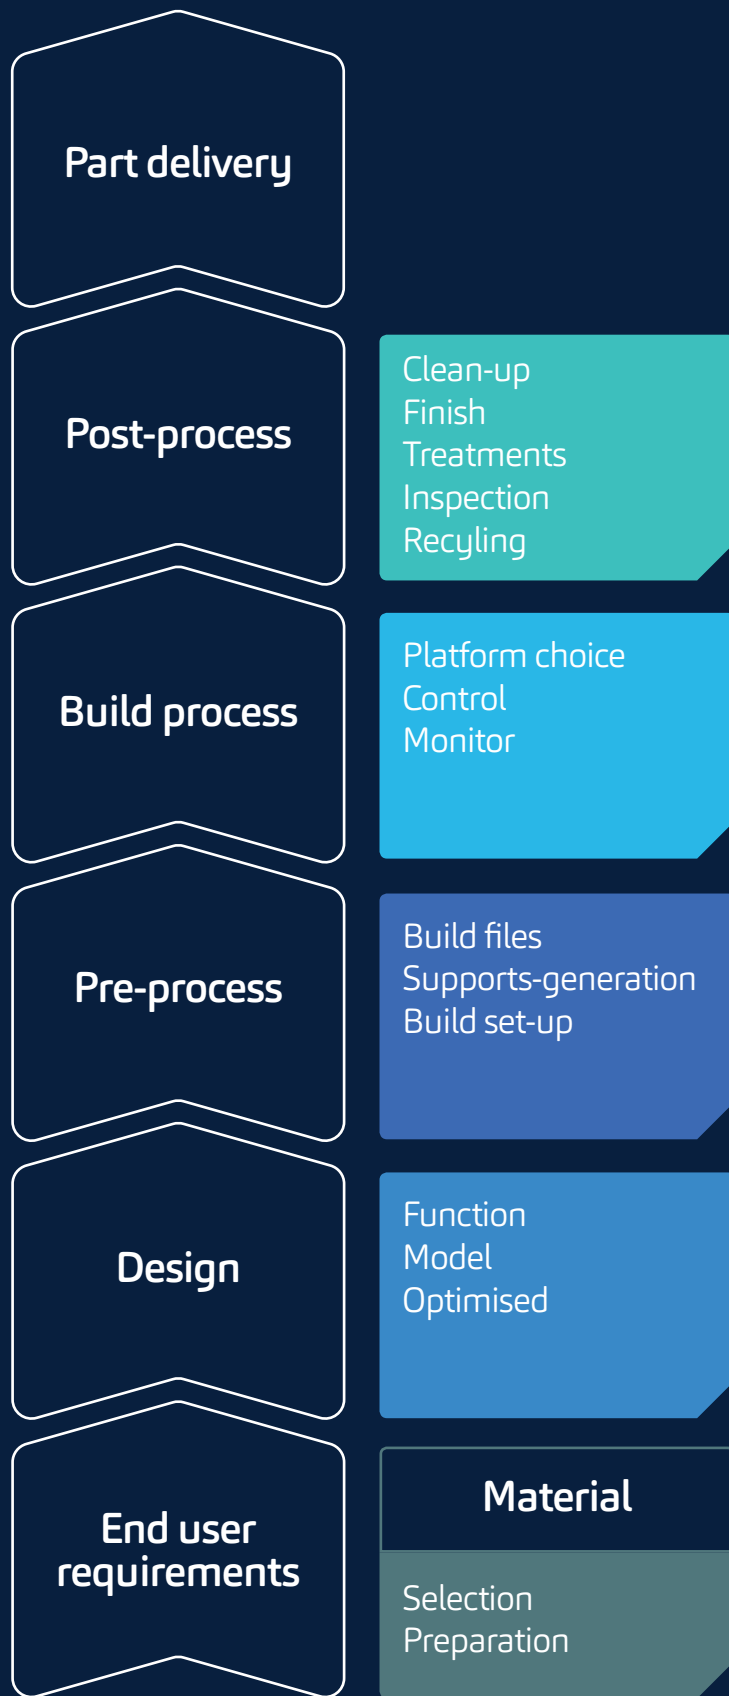 Part delivery
Post-process
Clean-up
Finish
Treatments
Inspection
Recyling
Build process
Platform choice
Control
Monitor
Pre-process
Build files
Supports-generation
Build set-up
Design
Function
Model
Optimised
End user
requirements
Material
Selection
Preparation